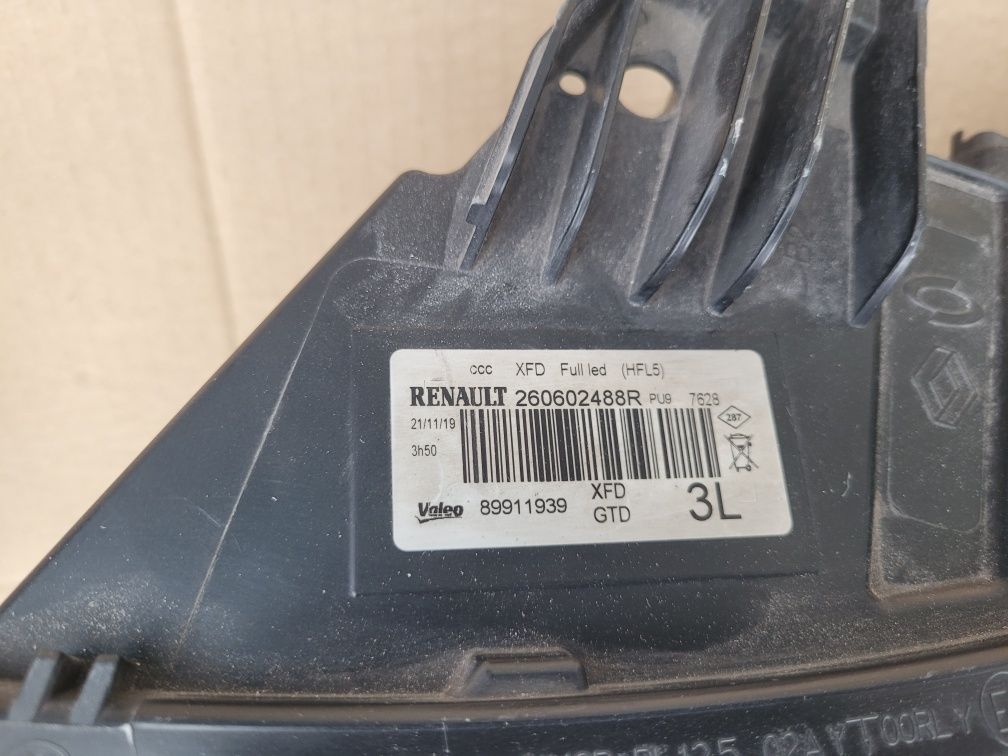 ccc XFD Full led (HFL5)
RENAULT 260602488R PU9 7628
21/11/19
287
3h50
Valeo 89911939 XFD
GTD
3L